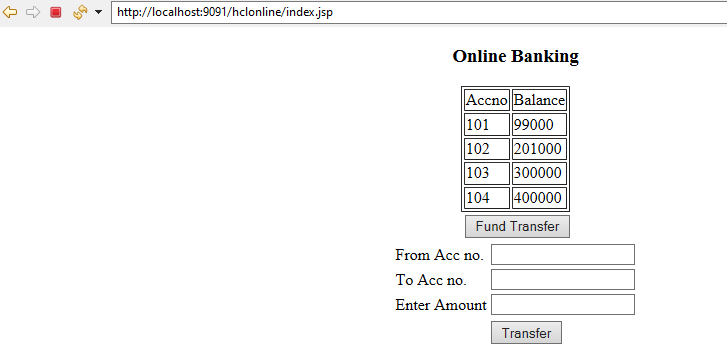 http://localhost:9091/hclonline/index.jsp
Online Banking
Accno Balance
101 99000
102 201000
103 300000
104 400000
Fund Transfer
From Acc no.
To Acc no.
Enter Amount
Transfer